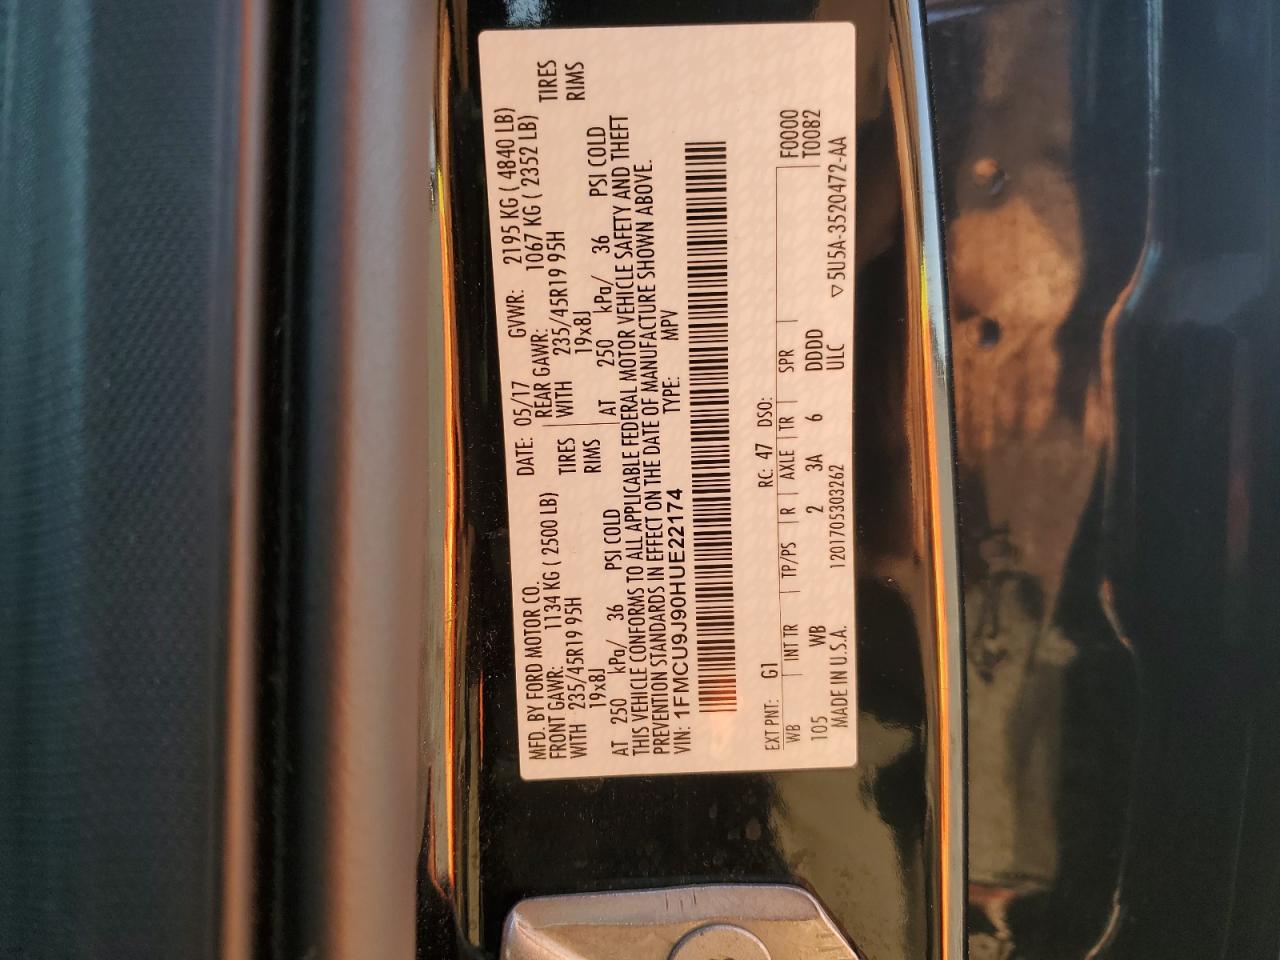 MFD. BY FORD MOTOR CO.
DATE: 05/17 GVWR: 2195 KG ( 4840 LB)
FRONT GAWR: 1134 KG ( 2500 LB) REAR GAWR: 1067 KG ( 2352 LB)
WITH 235/45R19 95H TIRES WITH 235/45R19 95H TIRES
19x8J RIMS 19x8J RIMS
AT 250 kPa/ 36 PSI COLD AT 250 kPa/ 36 PSI COLD
THIS VEHICLE CONFORMS TO ALL APPLICABLE FEDERAL MOTOR VEHICLE SAFETY AND THEFT
PREVENTION STANDARDS IN EFFECT ON THE DATE OF MANUFACTURE SHOWN ABOVE.
VIN: 1FMCU9J90HUE22174 TYPE: MPV
EXT PNT: G1 RC: 47 DSO:
WB INT TR TP/PS R AXLE TR SPR F0000
105 WB 2 3A 6 DDDD T0082
MADE IN U.S.A. 1201705303262 ULC ▽5U5A-3520472-AA